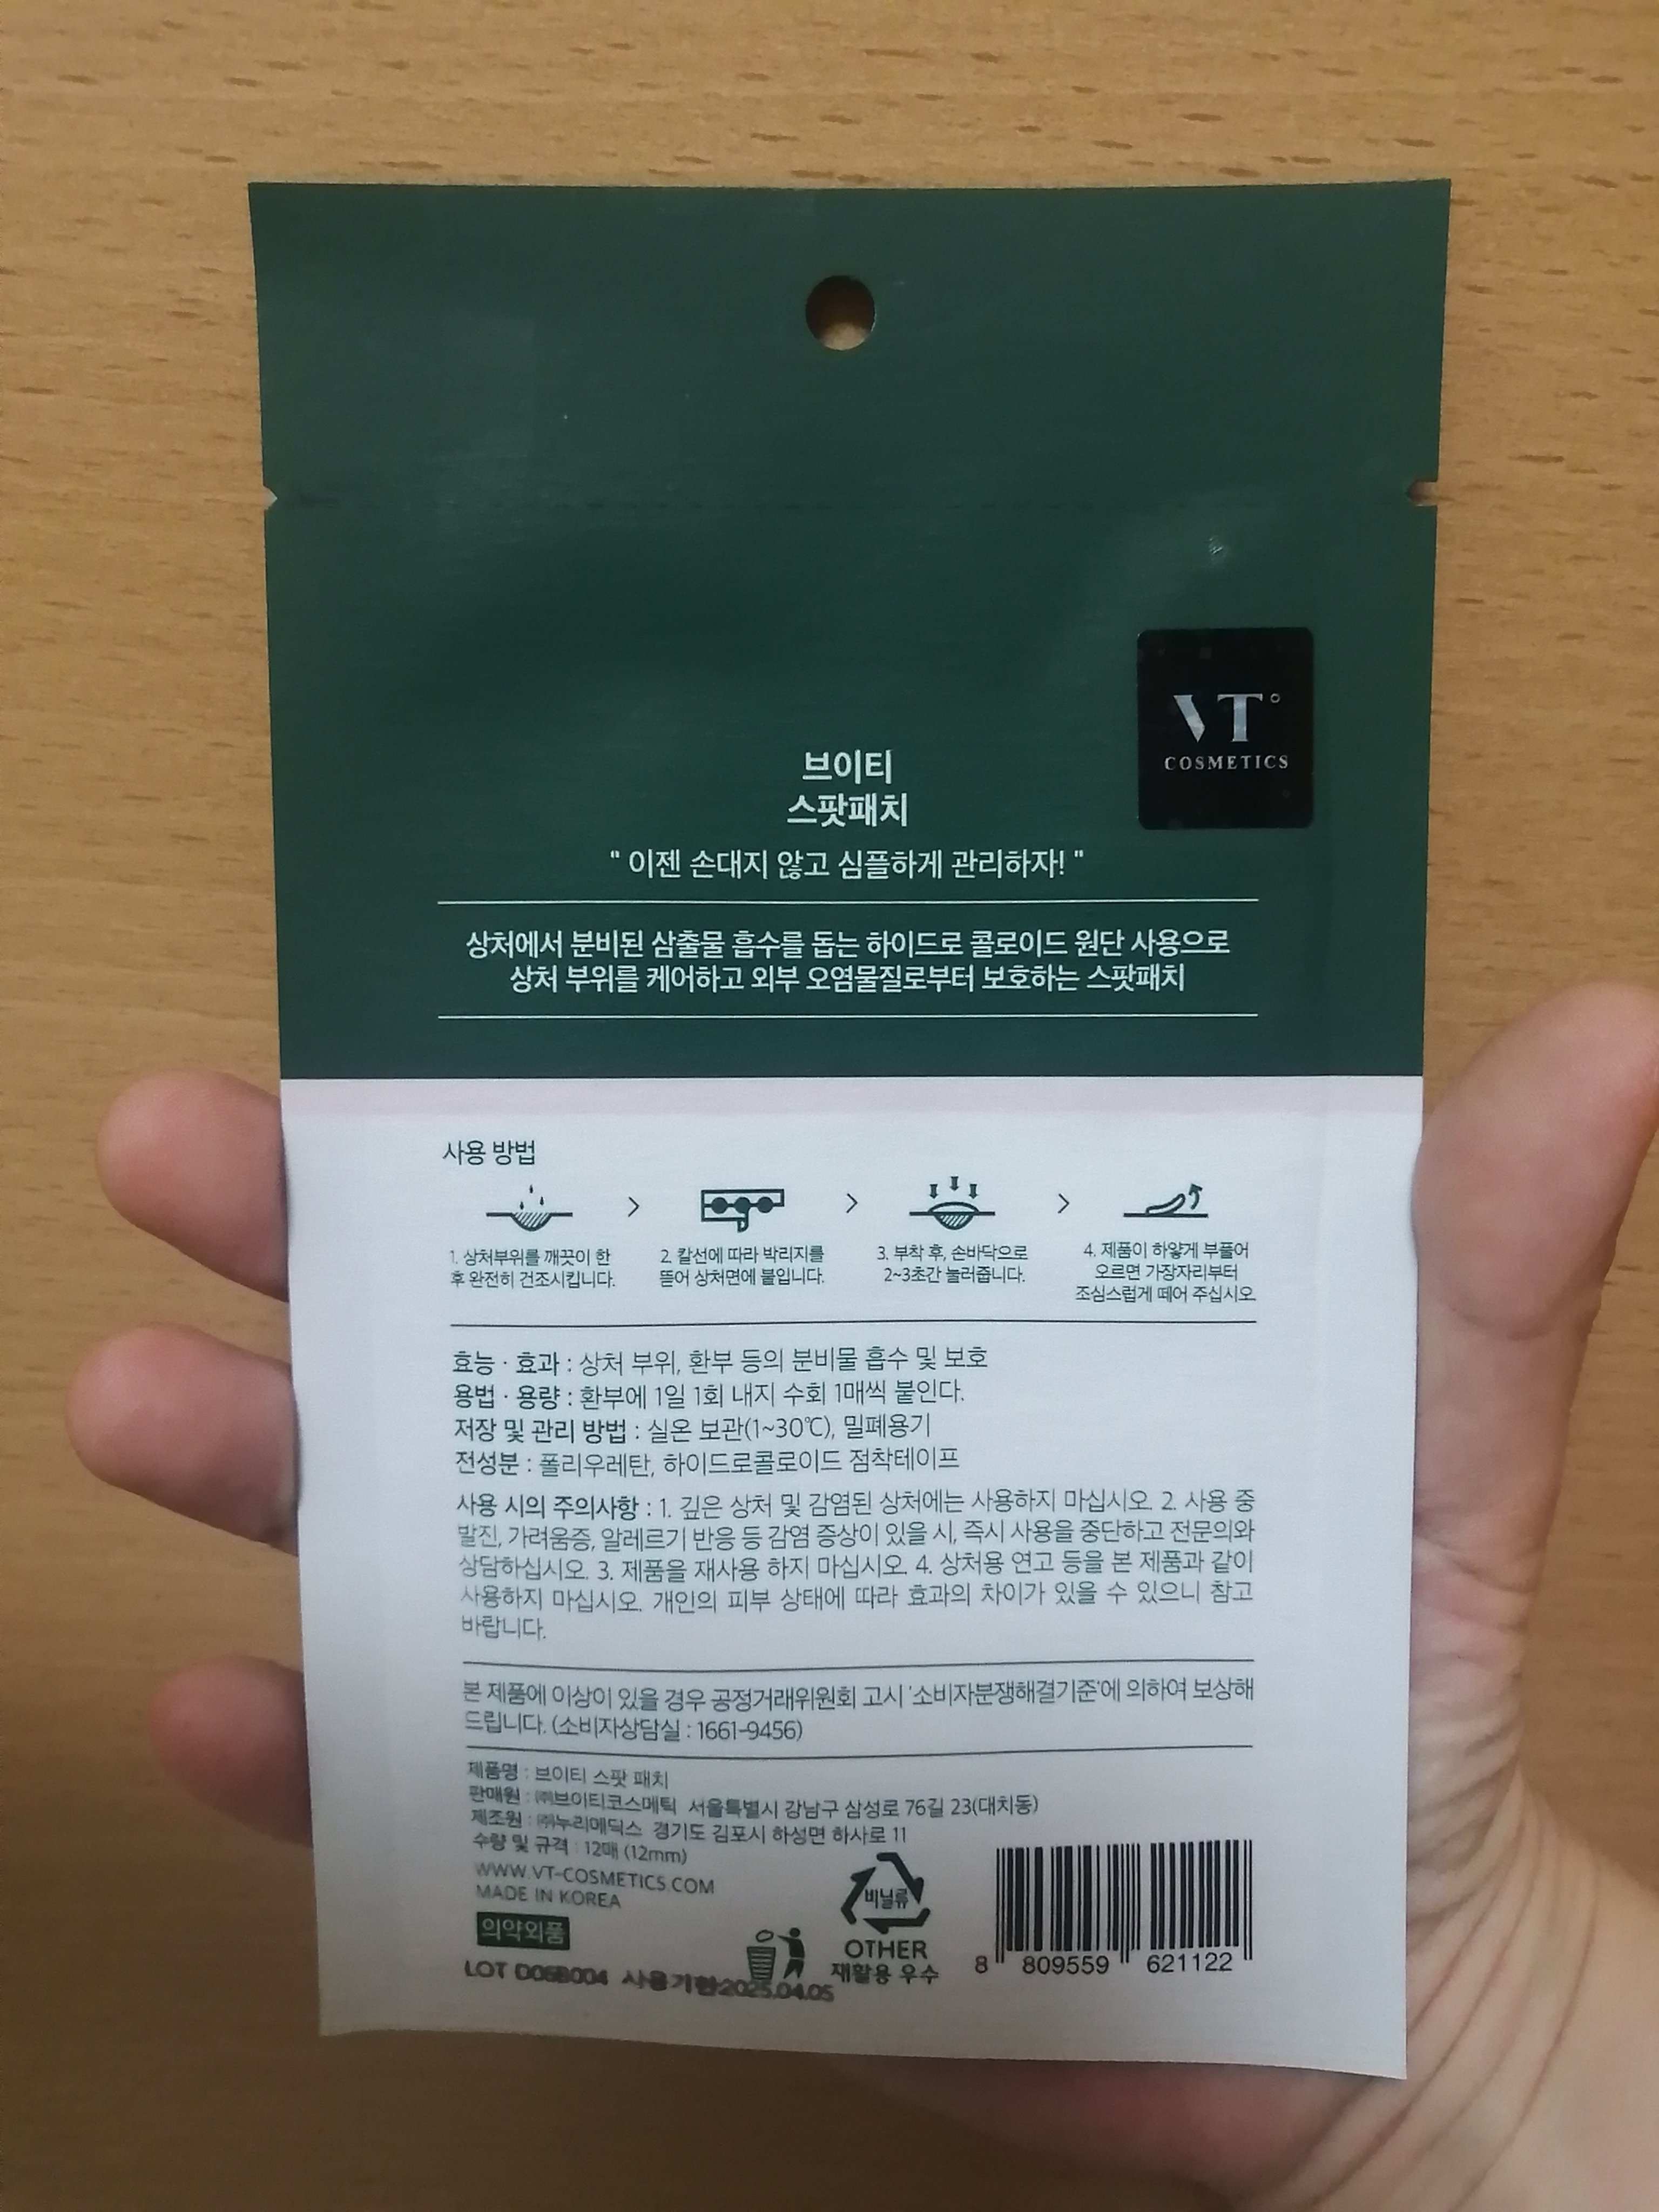 VT°
COSMETICS
브이티
스팟패치
" 이젠 손대지 않고 심플하게 관리하자! "
상처에서 분비된 삼출물 흡수를 돕는 하이드로 콜로이드 원단 사용으로
상처 부위를 케어하고 외부 오염물질로부터 보호하는 스팟패치
사용 방법
1. 상처부위를 깨끗이 한
후 완전히 건조시킵니다.
2. 칼선에 따라 박리지를
뜯어 상처면에 붙입니다.
3. 부착 후, 손바닥으로
2~3초간 눌러줍니다.
4. 제품이 하얗게 부풀어
오르면 가장자리부터
조심스럽게 떼어 주십시오.
효능 · 효과 : 상처 부위, 환부 등의 분비물 흡수 및 보호
용법 · 용량 : 환부에 1일 1회 내지 수회 1매씩 붙인다.
저장 및 관리 방법 : 실온 보관(1~30℃), 밀폐용기
전성분 : 폴리우레탄, 하이드로콜로이드 점착테이프
사용 시의 주의사항 : 1. 깊은 상처 및 감염된 상처에는 사용하지 마십시오. 2. 사용 중
발진, 가려움증, 알레르기 반응 등 감염 증상이 있을 시, 즉시 사용을 중단하고 전문의와
상담하십시오. 3. 제품을 재사용 하지 마십시오. 4. 상처용 연고 등을 본 제품과 같이
사용하지 마십시오. 개인의 피부 상태에 따라 효과의 차이가 있을 수 있으니 참고
바랍니다.
본 제품에 이상이 있을 경우 공정거래위원회 고시 '소비자분쟁해결기준'에 의하여 보상해
드립니다. (소비자상담실 : 1661-9456)
제품명 : 브이티 스팟 패치
판매원 : ㈜브이티코스메틱 서울특별시 강남구 삼성로 76길 23(대치동)
제조원 : ㈜누리메딕스 경기도 김포시 하성면 하사로 11
수량 및 규격 : 12매 (12mm)
WWW.VT-COSMETICS.COM
MADE IN KOREA
의약외품
비닐류
OTHER
재활용 우수
8 809559 621122
LOT D06B004 사용기한2025.04.05